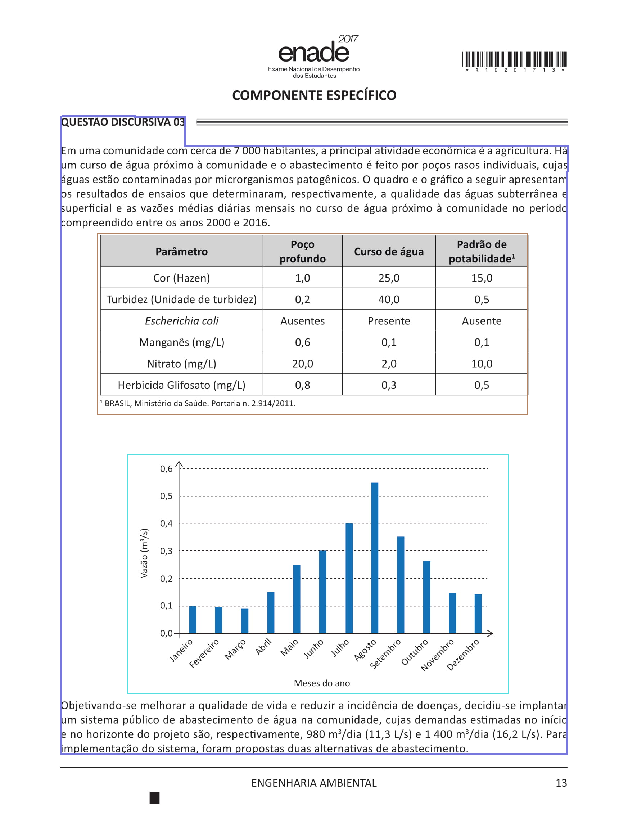 enade 2017
Exame Nacional de Desempenho
dos Estudantes
*R1320171 3*
COMPONENTE ESPECÍFICO
QUESTÃO DISCURSIVA 03
Em uma comunidade com cerca de 7 000 habitantes, a principal atividade econômica é a agricultura. Há
um curso de água próximo à comunidade e o abastecimento é feito por poços rasos individuais, cujas
águas estão contaminadas por microrganismos patogênicos. O quadro e o gráfico a seguir apresentam
os resultados de ensaios que determinaram, respectivamente, a qualidade das águas subterrânea e
superficial e as vazões médias diárias mensais no curso de água próximo à comunidade no período
compreendido entre os anos 2000 e 2016.
Parâmetro Poço profundo Curso de água Padrão de potabilidade¹
Cor (Hazen) 1,0 25,0 15,0
Turbidez (Unidade de turbidez) 0,2 40,0 0,5
Escherichia coli Ausentes Presente Ausente
Manganês (mg/L) 0,6 0,1 0,1
Nitrato (mg/L) 20,0 2,0 10,0
Herbicida Glifosato (mg/L) 0,8 0,3 0,5
¹ BRASIL, Ministério da Saúde. Portaria n. 2.914/2011.
Vazão (m³/s)
0,6
0,5
0,4
0,3
0,2
0,1
0,0
Janeiro Fevereiro Março Abril Maio Junho Julho Agosto Setembro Outubro Novembro Dezembro
Meses do ano
Objetivando-se melhorar a qualidade de vida e reduzir a incidência de doenças, decidiu-se implantar
um sistema público de abastecimento de água na comunidade, cujas demandas estimadas no início
e no horizonte do projeto são, respectivamente, 980 m³/dia (11,3 L/s) e 1 400 m³/dia (16,2 L/s). Para
implementação do sistema, foram propostas duas alternativas de abastecimento.
ENGENHARIA AMBIENTAL 13